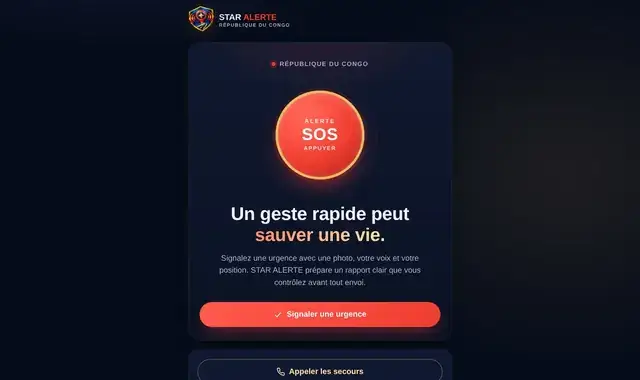 STAR ALERTE
RÉPUBLIQUE DU CONGO
RÉPUBLIQUE DU CONGO
ALERTE
SOS
APPUYER
Un geste rapide peut
sauver une vie.
Signalez une urgence avec une photo, votre voix et votre
position. STAR ALERTE prépare un rapport clair que vous
contrôlez avant tout envoi.
Signaler une urgence
Appeler les secours